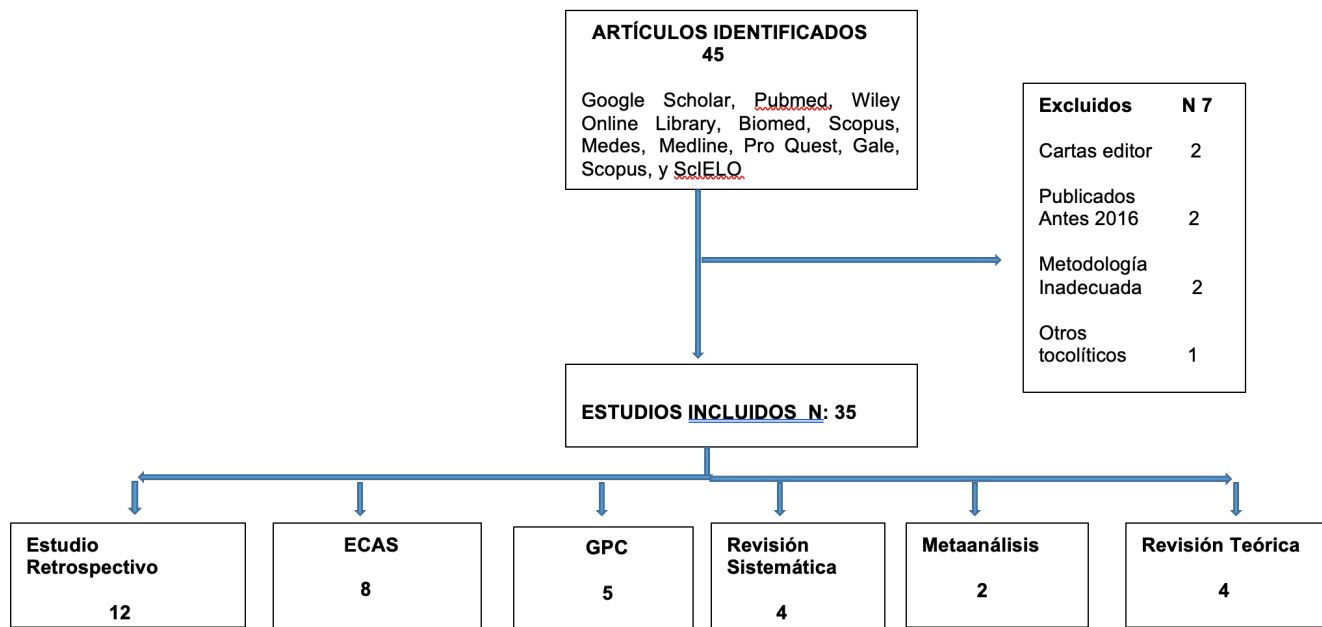 ARTÍCULOS IDENTIFICADOS
45
Google Scholar, Pubmed, Wiley
Online Library, Biomed, Scopus,
Medes, Medline, Pro Quest, Gale,
Scopus, y ScIELO
Excluidos N 7
Cartas editor 2
Publicados
Antes 2016 2
Metodología
Inadecuada 2
Otros
tocolíticos 1
ESTUDIOS INCLUIDOS N: 35
Estudio
Retrospectivo
12
ECAS
8
GPC
5
Revisión
Sistemática
4
Metaanálisis
2
Revisión Teórica
4